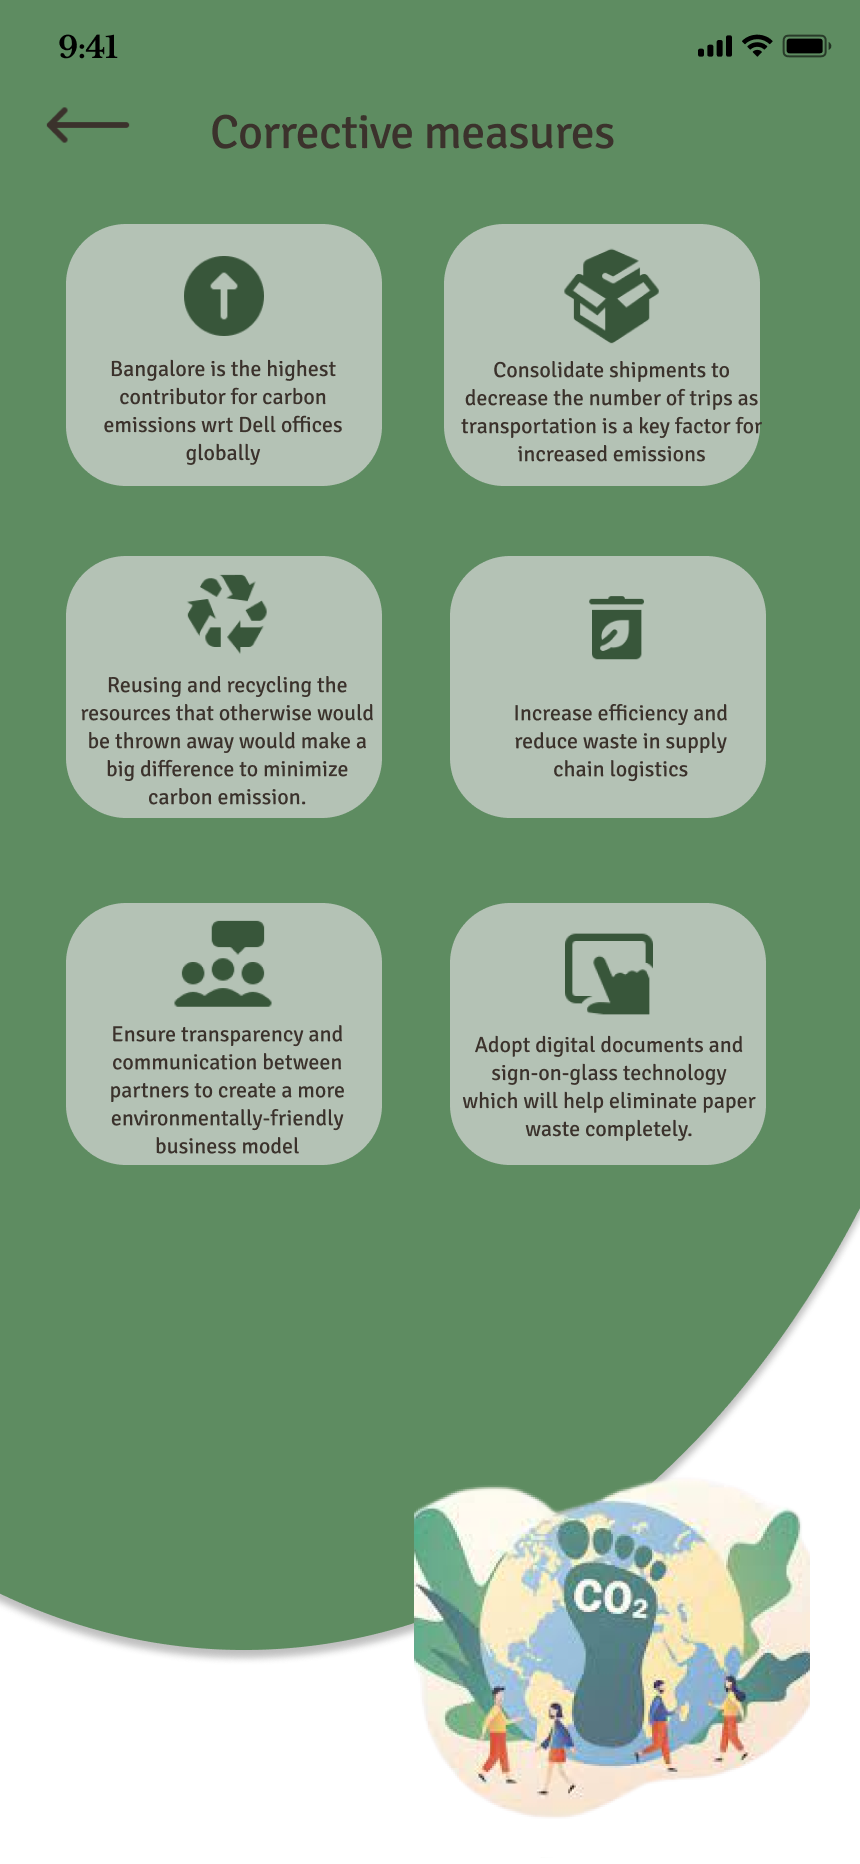 9:41
Corrective measures
Bangalore is the highest
contributor for carbon
emissions wrt Dell offices
globally
Consolidate shipments to
decrease the number of trips as
transportation is a key factor for
increased emissions
Reusing and recycling the
resources that otherwise would
be thrown away would make a
big difference to minimize
carbon emission.
Increase efficiency and
reduce waste in supply
chain logistics
Ensure transparency and
communication between
partners to create a more
environmentally-friendly
business model
Adopt digital documents and
sign-on-glass technology
which will help eliminate paper
waste completely.
CO₂